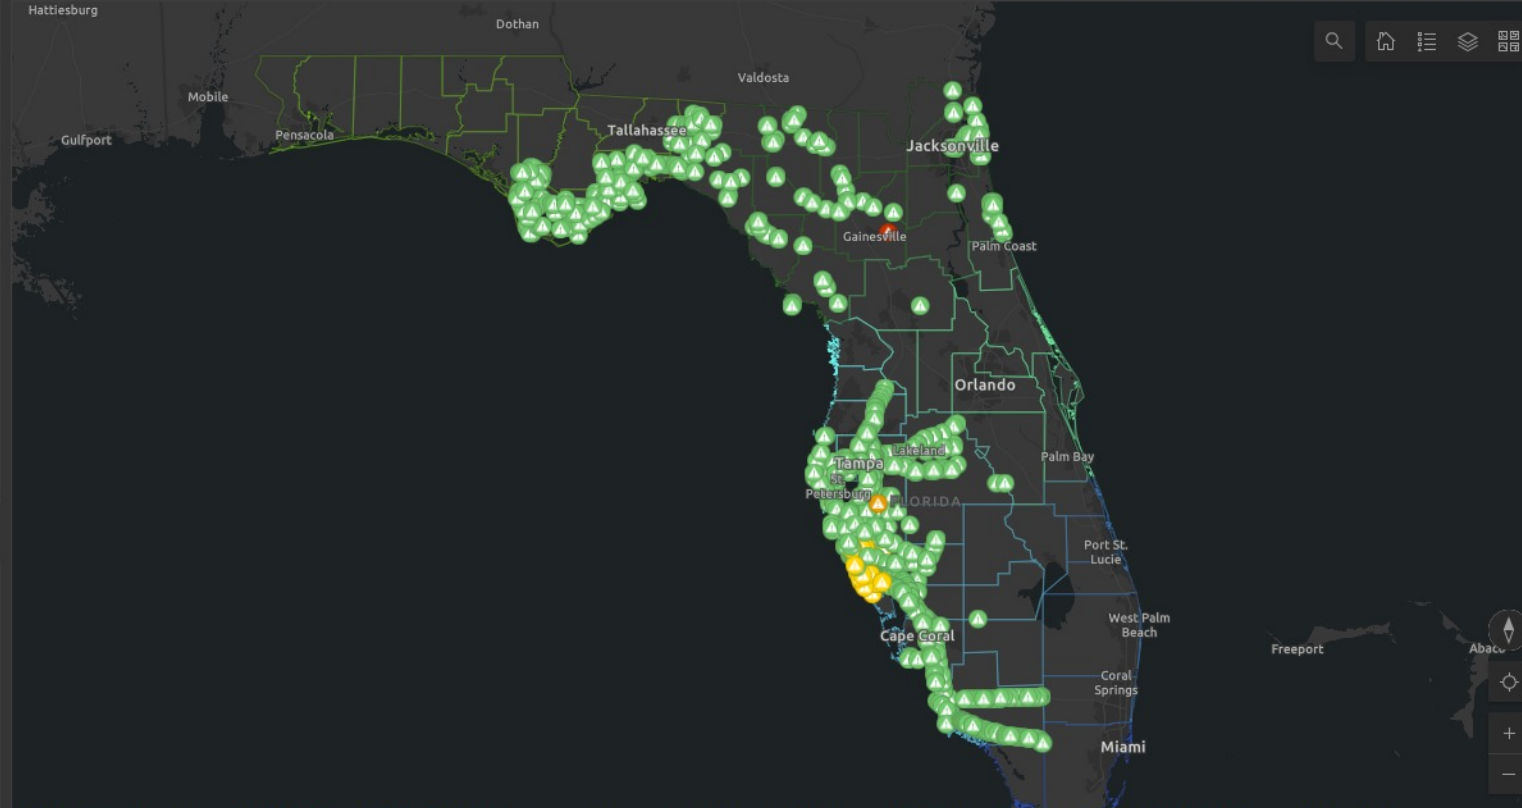 Hattiesburg
Dothan
Valdosta
Mobile
Tallahassee
Pensacola
Gulfport
Jacksonville
Gainesville
Palm Coast
Orlando
Lakeland
Palm Bay
Tampa
St.
Petersburg
FLORIDA
Port St.
Lucie
West Palm
Beach
Cape Coral
Freeport
Abaco
Coral
Springs
Miami